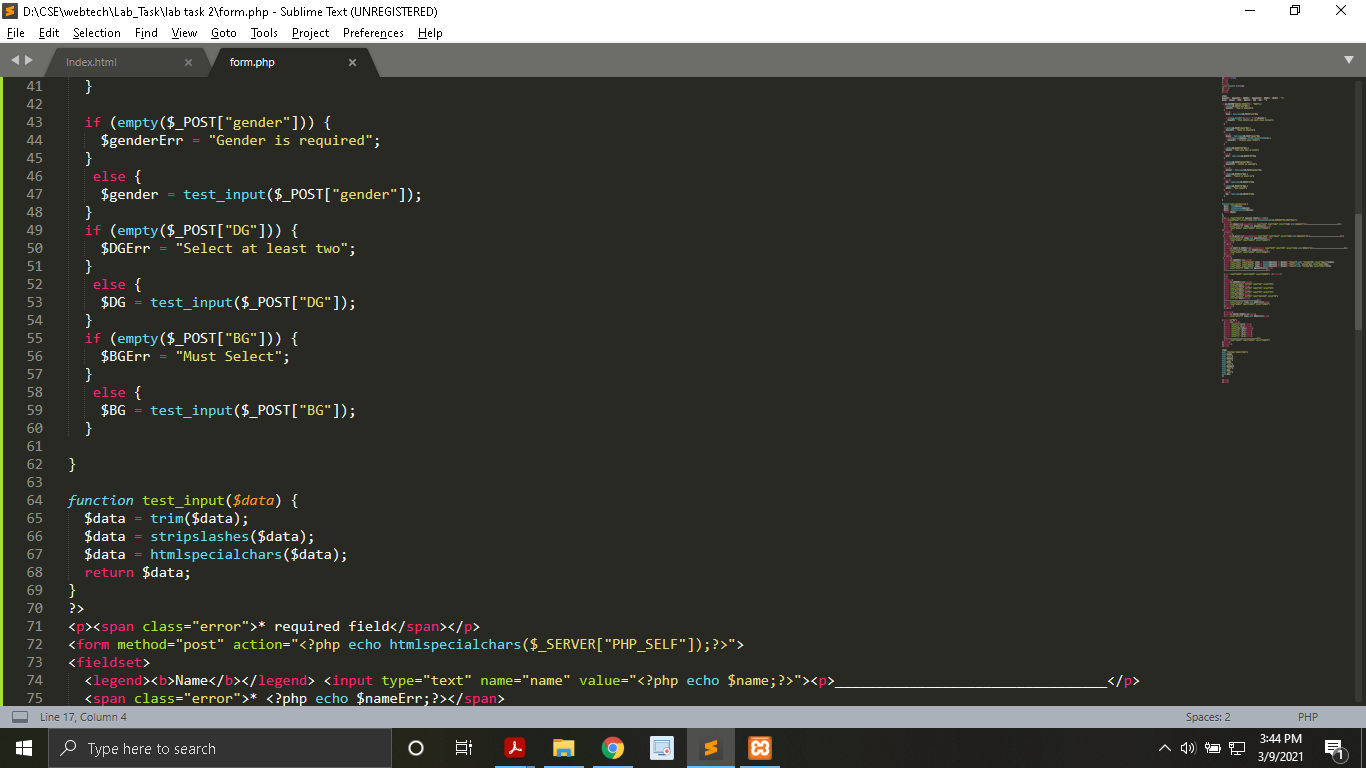 D:\CSE\webtech\Lab_Task\lab task 2\form.php - Sublime Text (UNREGISTERED)
File Edit Selection Find View Goto Tools Project Preferences Help
Index.html form.php
41 }
42
43 if (empty($_POST["gender"])) {
44 $genderErr = "Gender is required";
45 }
46 else {
47 $gender = test_input($_POST["gender"]);
48 }
49 if (empty($_POST["DG"])) {
50 $DGErr = "Select at least two";
51 }
52 else {
53 $DG = test_input($_POST["DG"]);
54 }
55 if (empty($_POST["BG"])) {
56 $BGErr = "Must Select";
57 }
58 else {
59 $BG = test_input($_POST["BG"]);
60 }
61
62 }
63
64 function test_input($data) {
65 $data = trim($data);
66 $data = stripslashes($data);
67 $data = htmlspecialchars($data);
68 return $data;
69 }
70 ?>
71 <p><span class="error">* required field</span></p>
72 <form method="post" action="<?php echo htmlspecialchars($_SERVER["PHP_SELF"]);?>">
73 <fieldset>
74 <legend><b>Name</b></legend> <input type="text" name="name" value="<?php echo $name;?>"><p>_________________________________</p>
75 <span class="error">* <?php echo $nameErr;?></span>
Line 17, Column 4 Spaces: 2 PHP
Type here to search
3:44 PM
3/9/2021
1